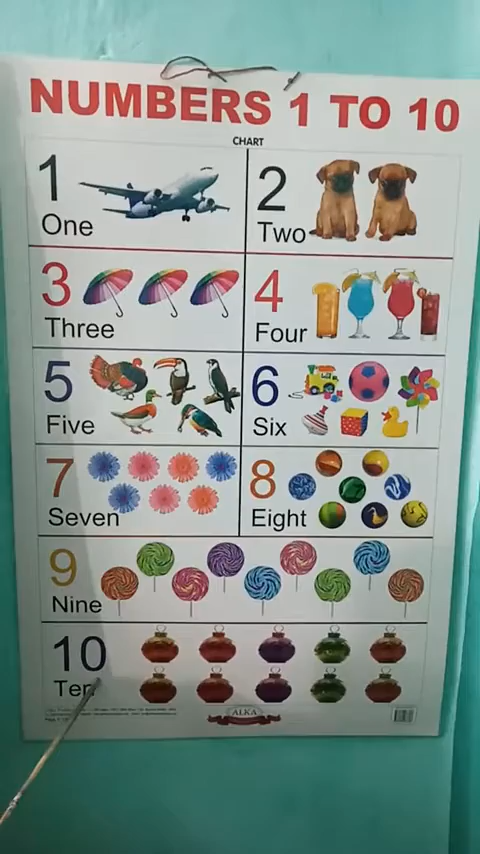 NUMBERS 1 TO 10
CHART
1
One
2
Two
3
Three
4
Four
5
Five
6
Six
7
Seven
8
Eight
9
Nine
10
Ten
ALKA